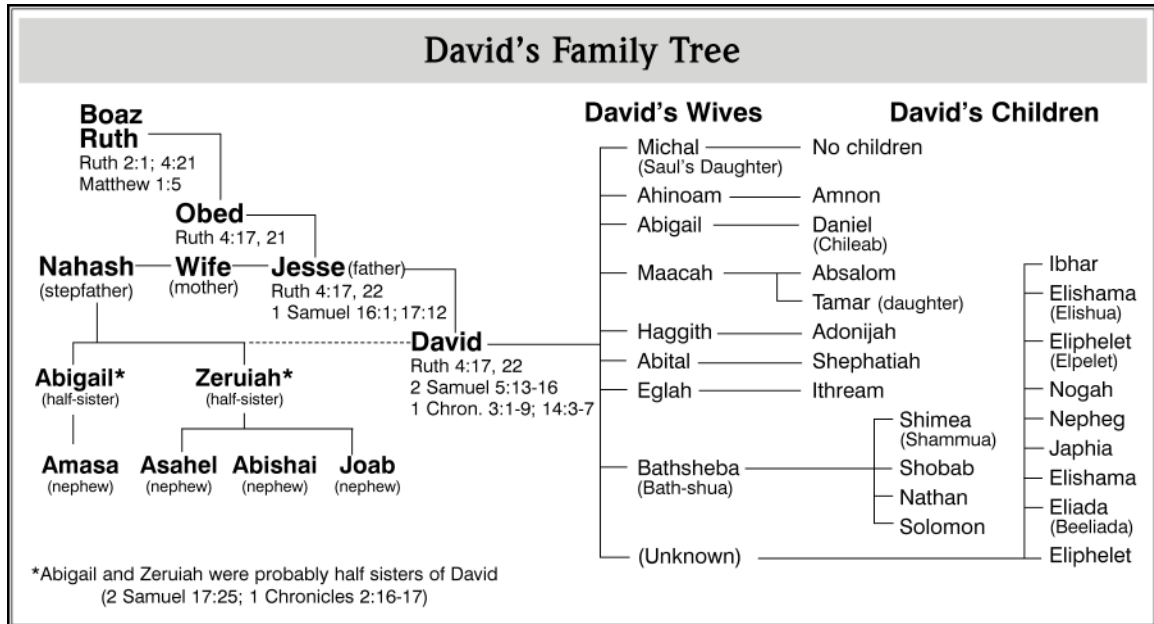 David's Family Tree
Boaz
Ruth
Ruth 2:1; 4:21
Matthew 1:5
Obed
Ruth 4:17, 21
Nahash
(stepfather)
Wife
(mother)
Jesse (father)
Ruth 4:17, 22
1 Samuel 16:1; 17:12
David
Ruth 4:17, 22
2 Samuel 5:13-16
1 Chron. 3:1-9; 14:3-7
Abigail*
(half-sister)
Zeruiah*
(half-sister)
Amasa
(nephew)
Asahel
(nephew)
Abishai
(nephew)
Joab
(nephew)
*Abigail and Zeruiah were probably half sisters of David
(2 Samuel 17:25; 1 Chronicles 2:16-17)
David's Wives
David's Children
Michal
(Saul's Daughter)
No children
Ahinoam
Amnon
Abigail
Daniel
(Chileab)
Maacah
Absalom
Tamar (daughter)
Haggith
Adonijah
Abital
Shephatiah
Eglah
Ithream
Bathsheba
(Bath-shua)
Shimea
(Shammua)
Shobab
Nathan
Solomon
(Unknown)
Ibhar
Elishama
(Elishua)
Eliphelet
(Elpelet)
Nogah
Nepheg
Japhia
Elishama
Eliada
(Beeliada)
Eliphelet